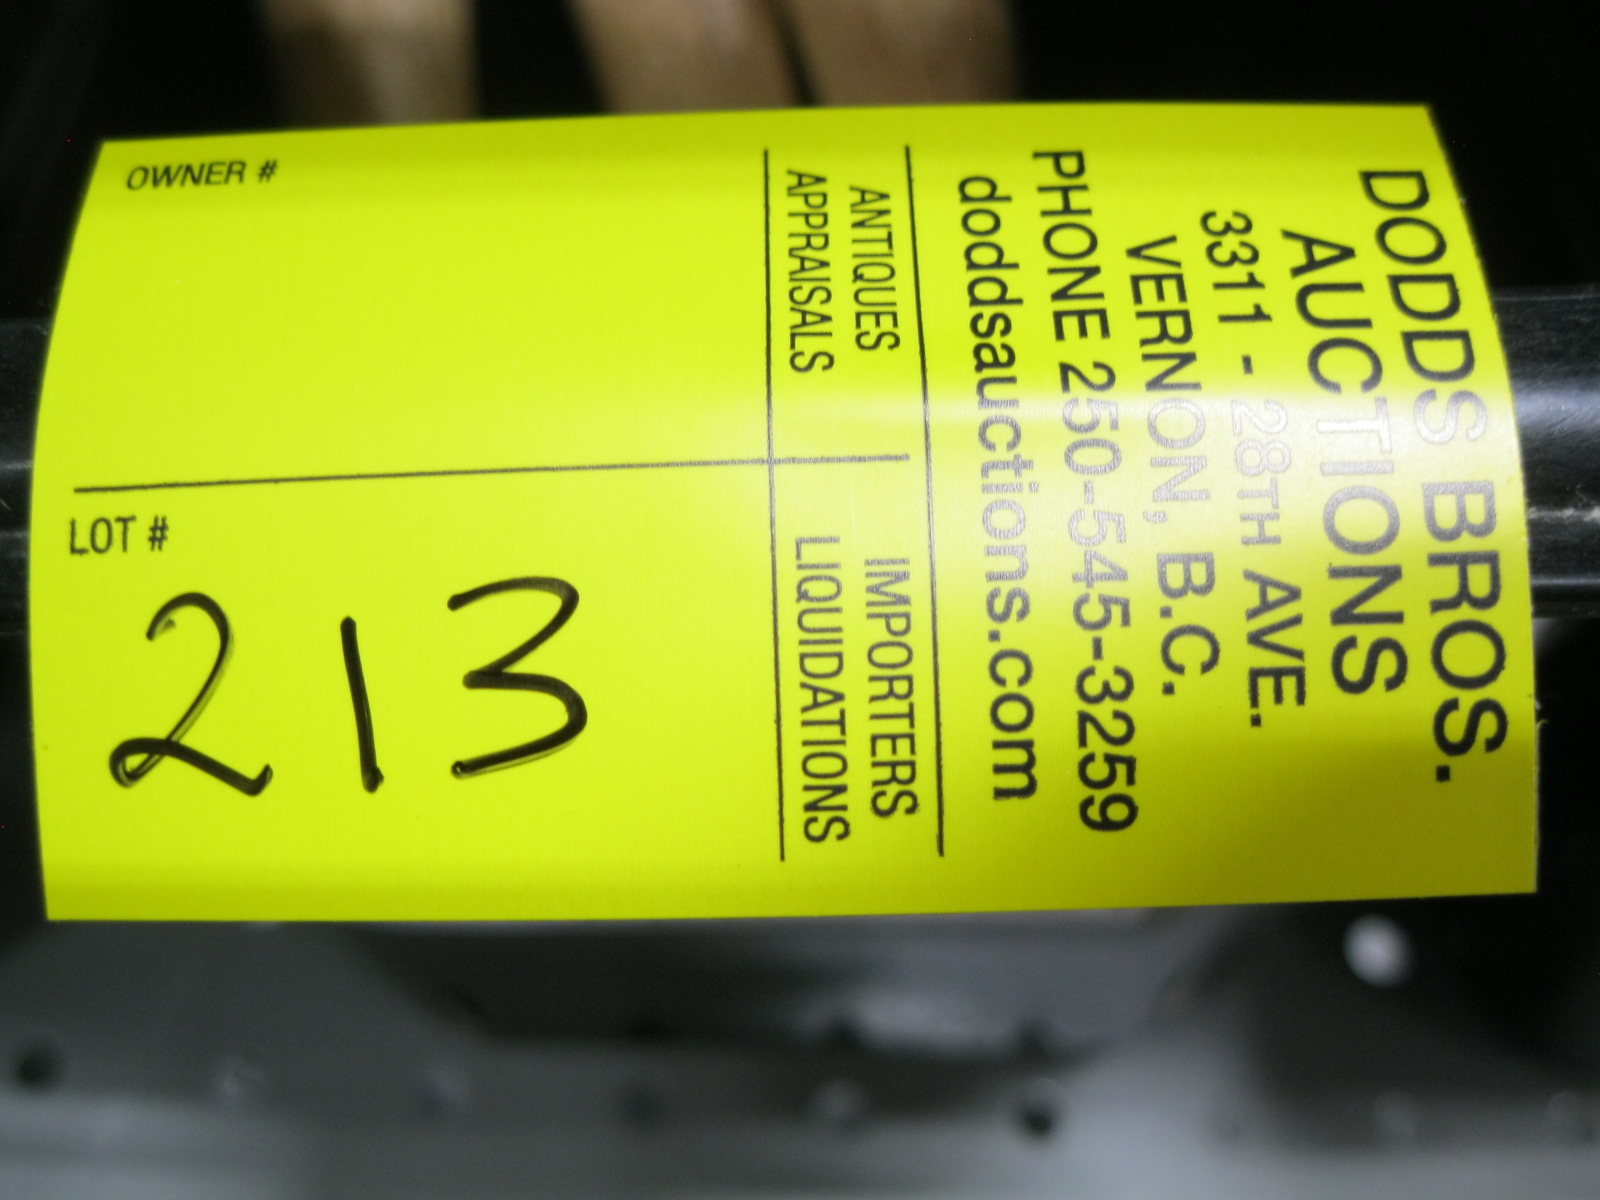 DODDS BROS.
AUCTIONS
3311 - 28TH AVE.
VERNON, B.C.
PHONE 250-545-3259
doddsauctions.com
ANTIQUES
APPRAISALS
IMPORTERS
LIQUIDATIONS
OWNER #
LOT #
213